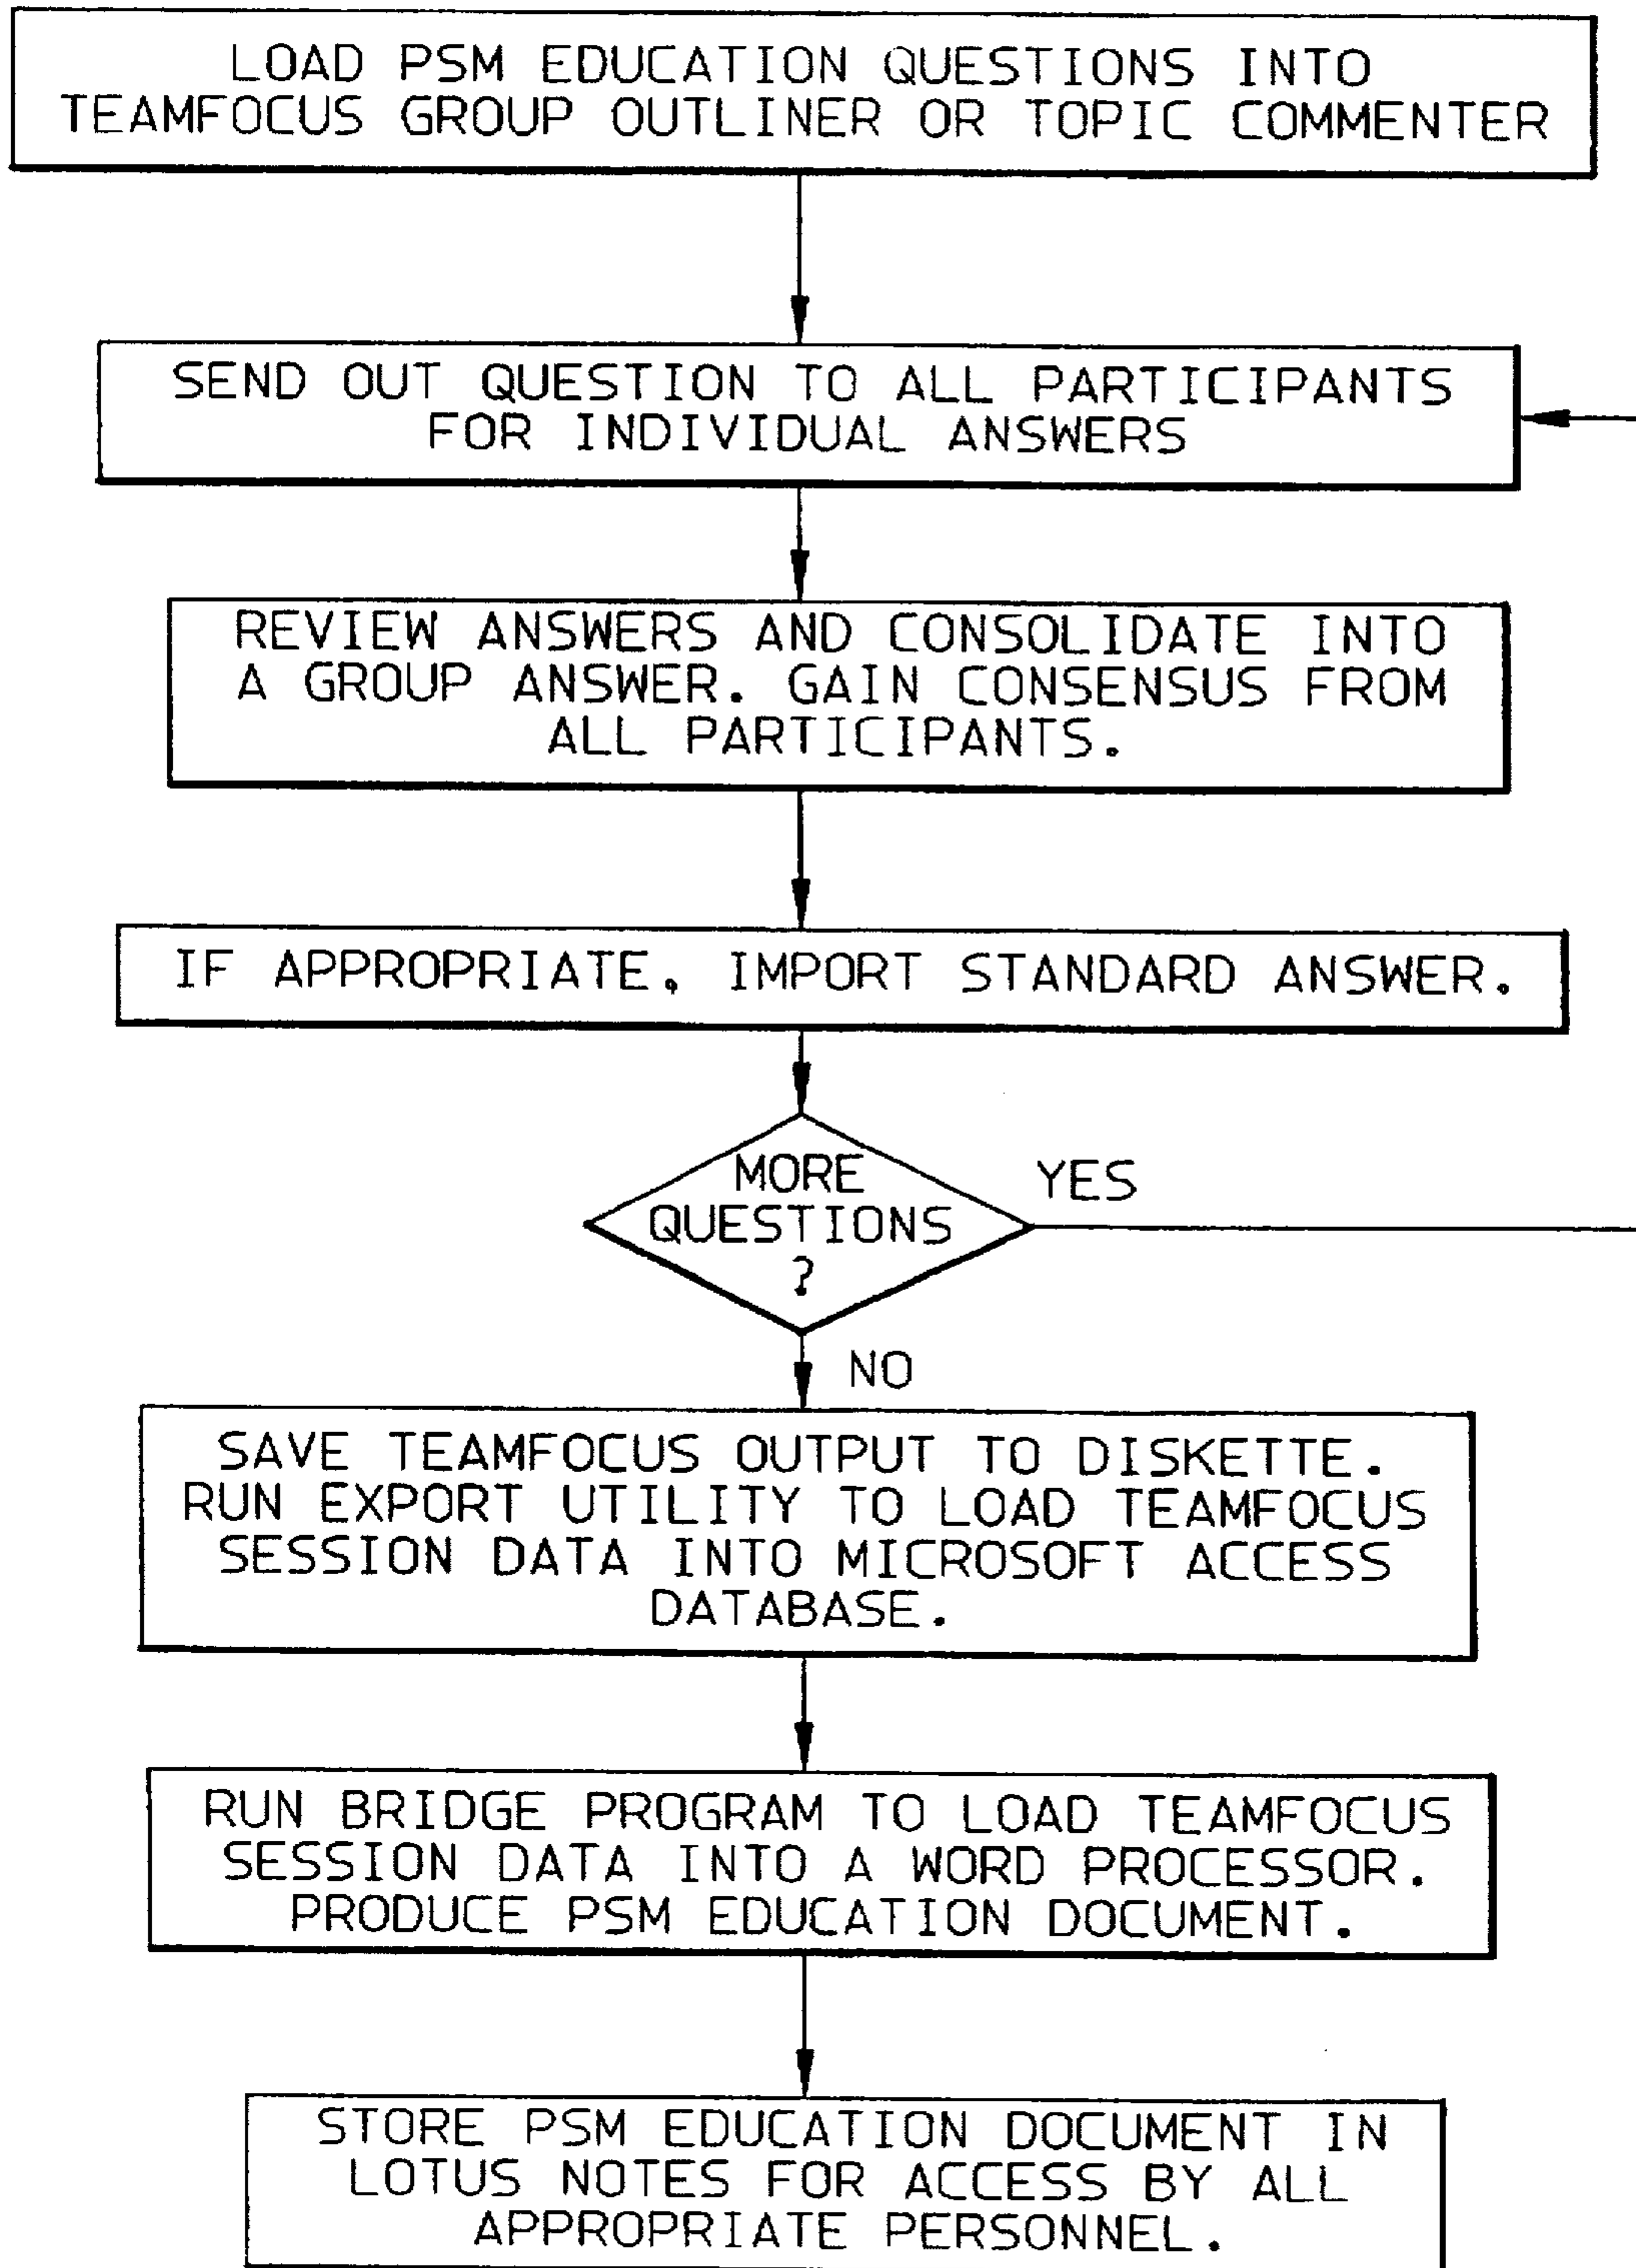 LOAD PSM EDUCATION QUESTIONS INTO
TEAMFOCUS GROUP OUTLINER OR TOPIC COMMENTER
SEND OUT QUESTION TO ALL PARTICIPANTS
FOR INDIVIDUAL ANSWERS
REVIEW ANSWERS AND CONSOLIDATE INTO
A GROUP ANSWER. GAIN CONSENSUS FROM
ALL PARTICIPANTS.
IF APPROPRIATE, IMPORT STANDARD ANSWER.
MORE
QUESTIONS
?
YES
NO
SAVE TEAMFOCUS OUTPUT TO DISKETTE.
RUN EXPORT UTILITY TO LOAD TEAMFOCUS
SESSION DATA INTO MICROSOFT ACCESS
DATABASE.
RUN BRIDGE PROGRAM TO LOAD TEAMFOCUS
SESSION DATA INTO A WORD PROCESSOR.
PRODUCE PSM EDUCATION DOCUMENT.
STORE PSM EDUCATION DOCUMENT IN
LOTUS NOTES FOR ACCESS BY ALL
APPROPRIATE PERSONNEL.